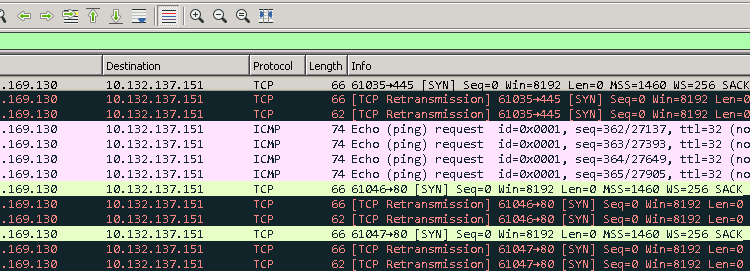 Destination Protocol Length Info
.169.130 10.132.137.151 TCP 66 61035→445 [SYN] Seq=0 Win=8192 Len=0 MSS=1460 WS=256 SACK
.169.130 10.132.137.151 TCP 66 [TCP Retransmission] 61035→445 [SYN] Seq=0 Win=8192 Len=
.169.130 10.132.137.151 TCP 62 [TCP Retransmission] 61035→445 [SYN] Seq=0 Win=8192 Len=
.169.130 10.132.137.151 ICMP 74 Echo (ping) request id=0x0001, seq=362/27137, ttl=32 (no
.169.130 10.132.137.151 ICMP 74 Echo (ping) request id=0x0001, seq=363/27393, ttl=32 (no
.169.130 10.132.137.151 ICMP 74 Echo (ping) request id=0x0001, seq=364/27649, ttl=32 (no
.169.130 10.132.137.151 ICMP 74 Echo (ping) request id=0x0001, seq=365/27905, ttl=32 (no
.169.130 10.132.137.151 TCP 66 61046→80 [SYN] Seq=0 Win=8192 Len=0 MSS=1460 WS=256 SACK
.169.130 10.132.137.151 TCP 66 [TCP Retransmission] 61046→80 [SYN] Seq=0 Win=8192 Len=0
.169.130 10.132.137.151 TCP 62 [TCP Retransmission] 61046→80 [SYN] Seq=0 Win=8192 Len=0
.169.130 10.132.137.151 TCP 66 61047→80 [SYN] Seq=0 Win=8192 Len=0 MSS=1460 WS=256 SACK
.169.130 10.132.137.151 TCP 66 [TCP Retransmission] 61047→80 [SYN] Seq=0 Win=8192 Len=0
.169.130 10.132.137.151 TCP 62 [TCP Retransmission] 61047→80 [SYN] Seq=0 Win=8192 Len=0